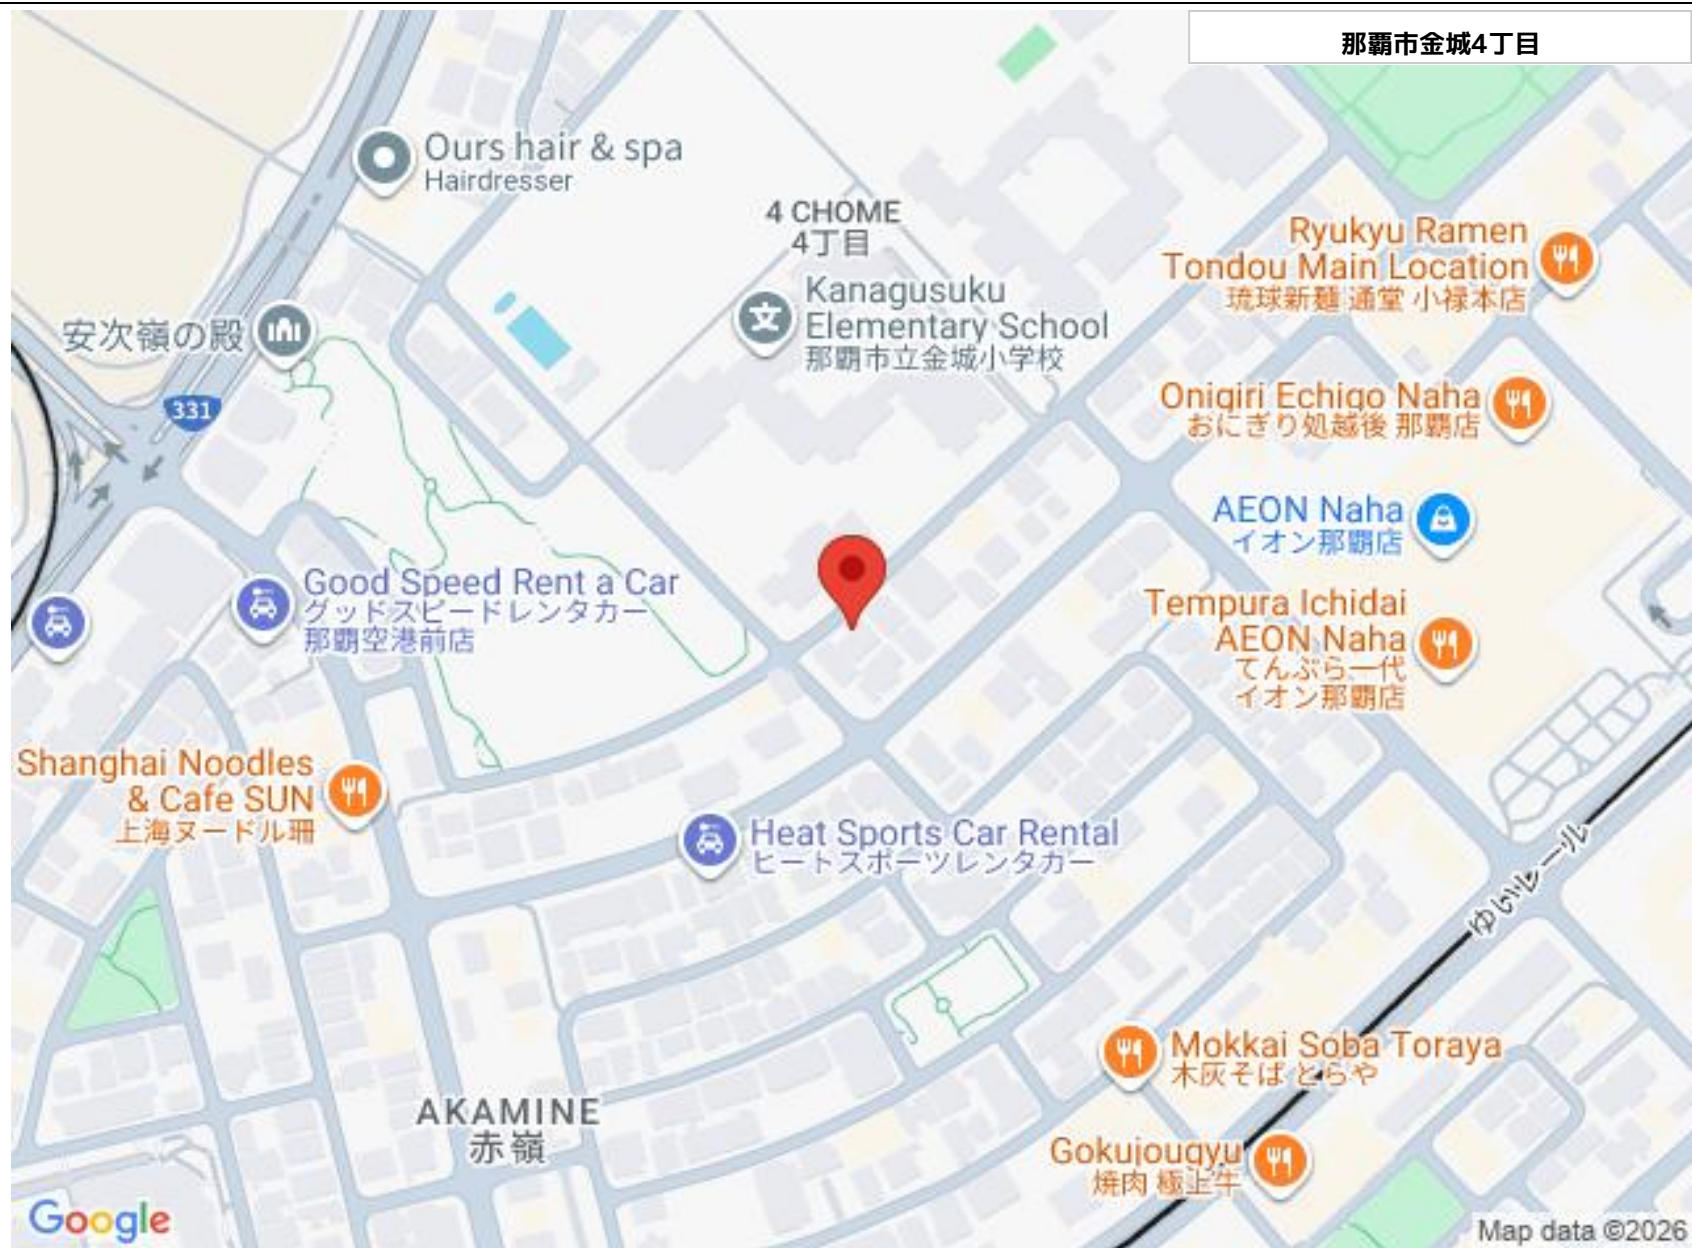 那覇市金城4丁目
Ours hair & spa
Hairdresser
4 CHOME
4丁目
Ryukyu Ramen
Tondou Main Location
琉球新麺 通堂 小禄本店
Kanagusuku
Elementary School
那覇市立金城小学校
安次嶺の殿
331
Onigiri Echigo Naha
おにぎり処越後 那覇店
AEON Naha
イオン那覇店
Good Speed Rent a Car
グッドスピードレンタカー
那覇空港前店
Tempura Ichidai
AEON Naha
てんぷら一代
イオン那覇店
Shanghai Noodles
& Cafe SUN
上海ヌードル珊
Heat Sports Car Rental
ヒートスポーツレンタカー
ゆいレール
Mokkai Soba Toraya
木灰そば とらや
AKAMINE
赤嶺
Gokujougyu
焼肉 極上牛
Google
Map data ©2026